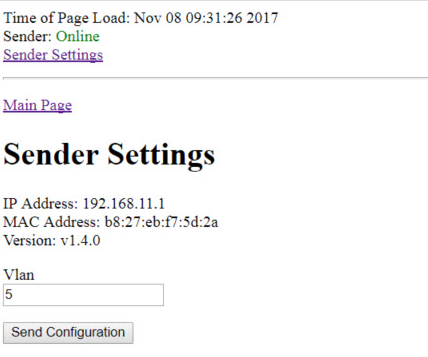 Time of Page Load: Nov 08 09:31:26 2017
Sender: Online
Sender Settings
Main Page
Sender Settings
IP Address: 192.168.11.1
MAC Address: b8:27:eb:f7:5d:2a
Version: v1.4.0
Vlan
5
Send Configuration